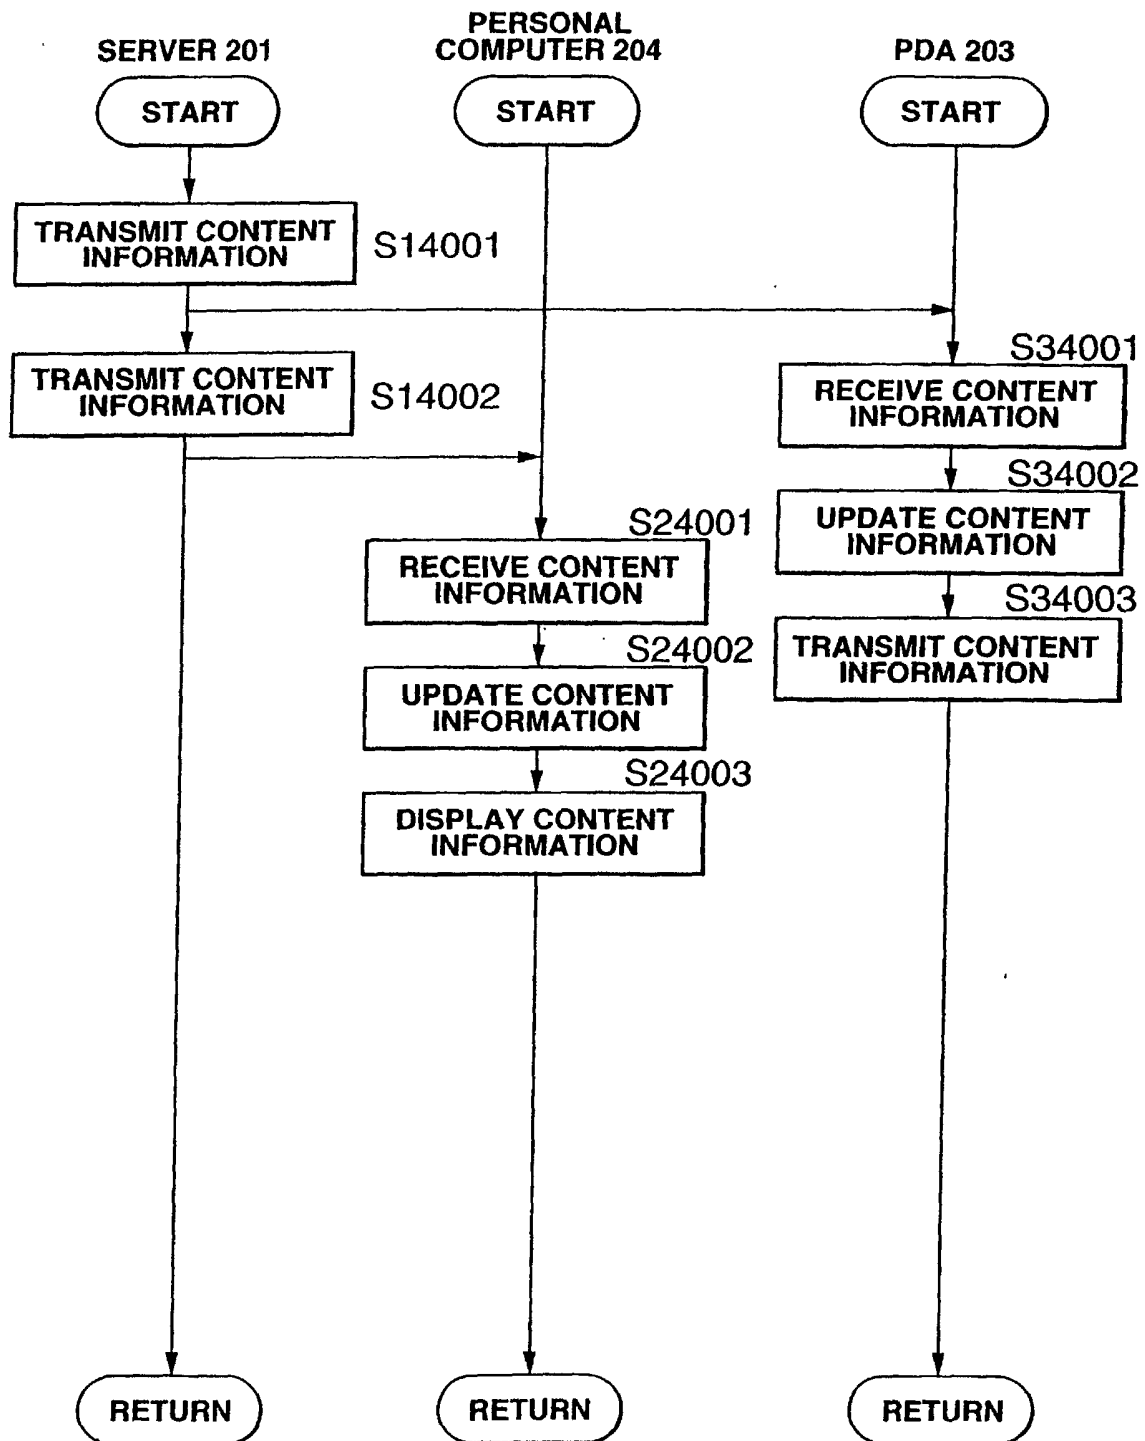 SERVER 201
PERSONAL
COMPUTER 204
PDA 203
START
START
START
TRANSMIT CONTENT
INFORMATION
S14001
TRANSMIT CONTENT
INFORMATION
S14002
S34001
RECEIVE CONTENT
INFORMATION
S34002
UPDATE CONTENT
INFORMATION
S34003
TRANSMIT CONTENT
INFORMATION
S24001
RECEIVE CONTENT
INFORMATION
S24002
UPDATE CONTENT
INFORMATION
S24003
DISPLAY CONTENT
INFORMATION
RETURN
RETURN
RETURN